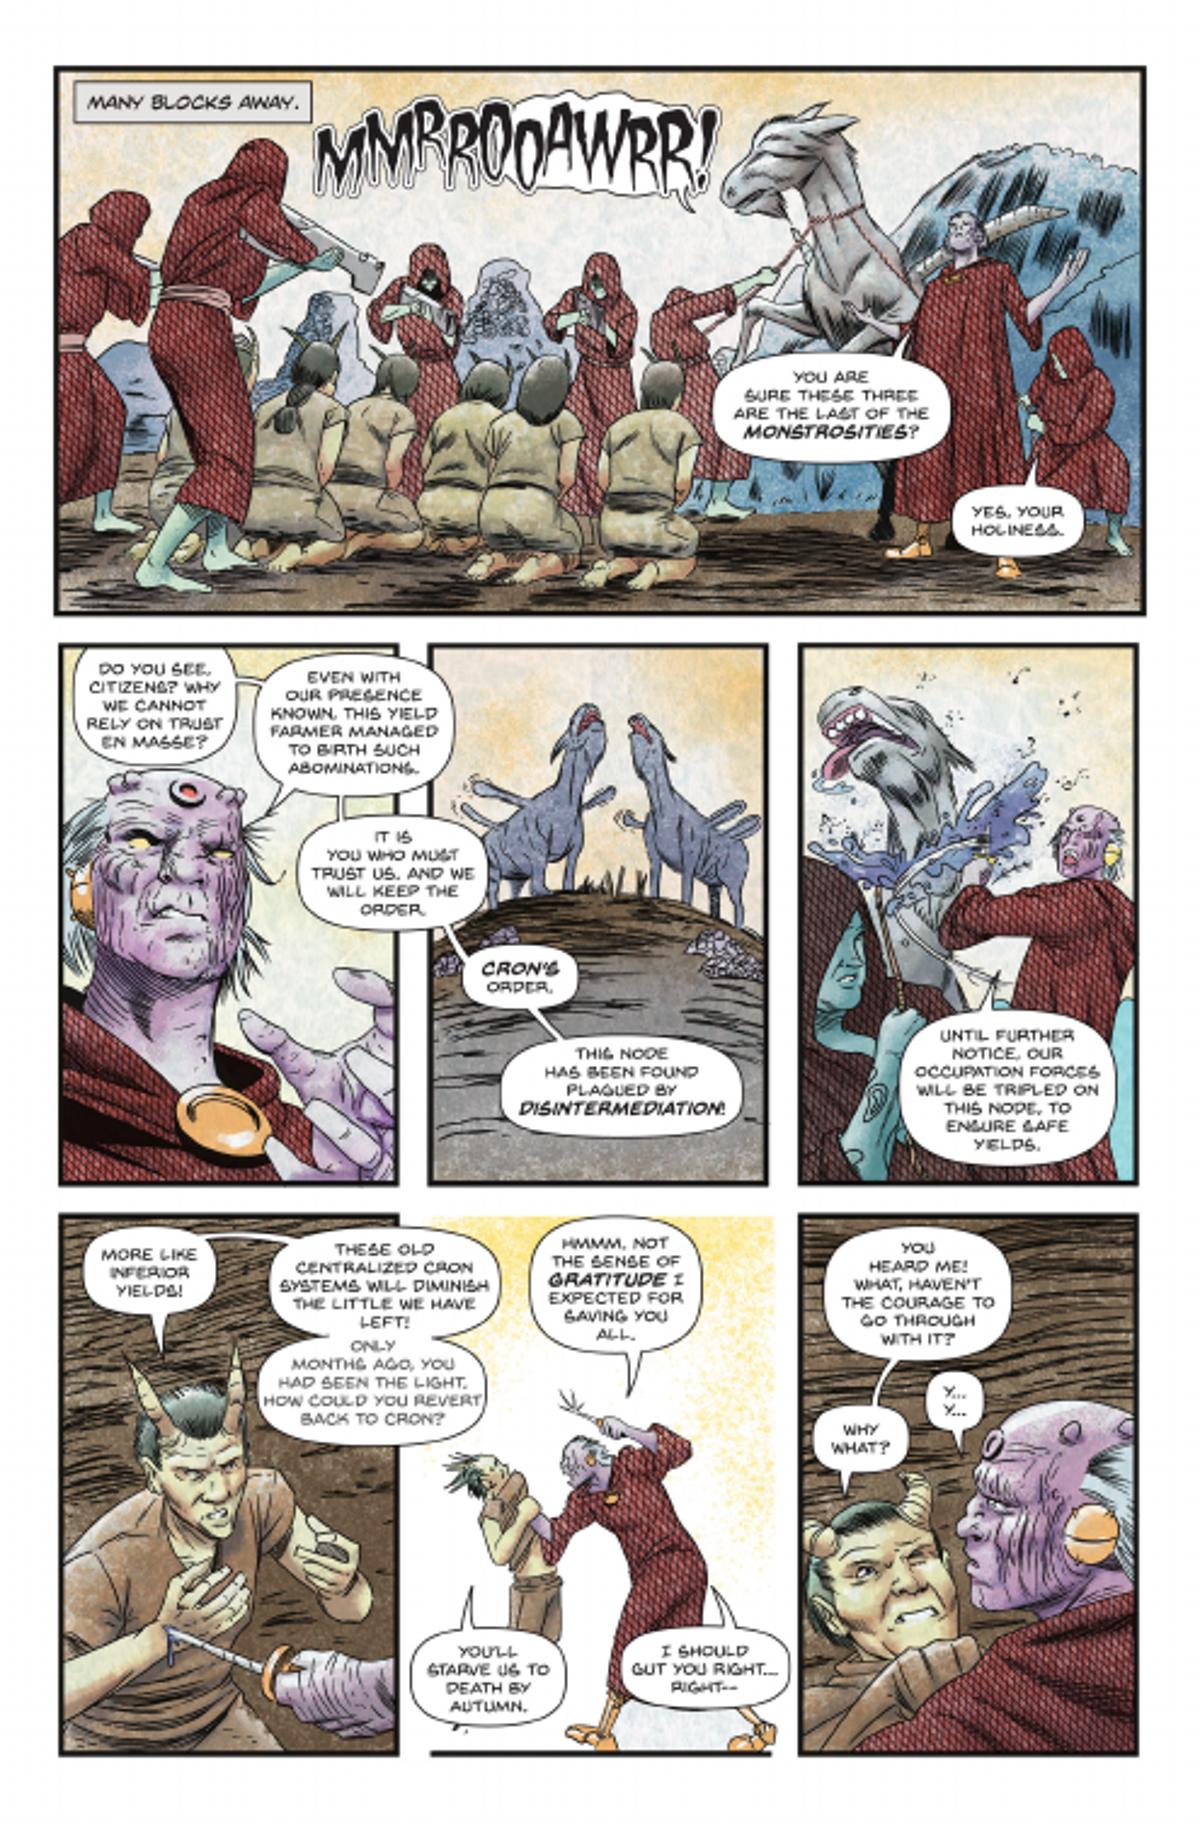 MANY BLOCKS AWAY.
MMRROOAWRR!
YOU ARE
SURE THESE THREE
ARE THE LAST OF THE
MONSTROSITIES?
YES, YOUR
HOLINESS.
DO YOU SEE,
CITIZENS? WHY
WE CANNOT
RELY ON TRUST
EN MASSE?
EVEN WITH
OUR PRESENCE
KNOWN, THIS YIELD
FARMER MANAGED
TO BIRTH SUCH
ABOMINATIONS.
IT IS
YOU WHO MUST
TRUST US. AND WE
WILL KEEP THE
ORDER.
CRON'S
ORDER.
THIS NODE
HAS BEEN FOUND
PLAGUED BY
DISINTERMEDIATION!
UNTIL FURTHER
NOTICE, OUR
OCCUPATION FORCES
WILL BE TRIPLED ON
THIS NODE, TO
ENSURE SAFE
YIELDS.
MORE LIKE
INFERIOR
YIELDS!
THESE OLD
CENTRALIZED CRON
SYSTEMS WILL DIMINISH
THE LITTLE WE HAVE
LEFT!
ONLY
MONTHS AGO, YOU
HAD SEEN THE LIGHT.
HOW COULD YOU REVERT
BACK TO CRON?
HMMM, NOT
THE SENSE OF
GRATITUDE I
EXPECTED FOR
SAVING YOU
ALL.
YOU'LL
STARVE US TO
DEATH BY
AUTUMN.
I SHOULD
GUT YOU RIGHT...
RIGHT--
YOU
HEARD ME!
WHAT, HAVEN'T
THE COURAGE TO
GO THROUGH
WITH IT?
Y...
Y...
WHY
WHAT?